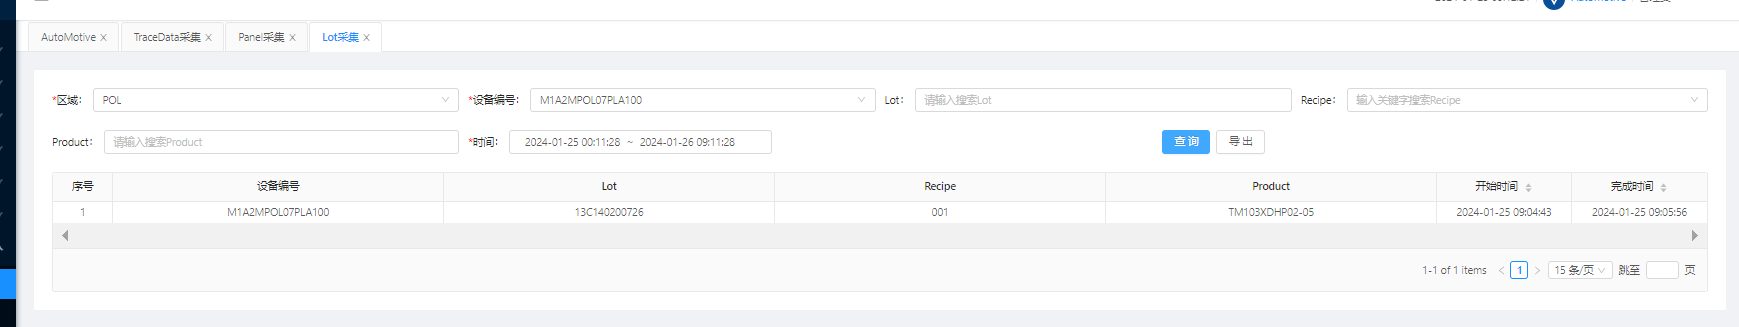 AutoMotive TraceData采集 Panel采集 Lot采集
*区域： POL *设备编号： M1A2MPOL07PLA100 Lot： 请输入搜索Lot Recipe： 输入关键字搜索Recipe
Product： 请输入搜索Product *时间： 2024-01-25 00:11:28 ~ 2024-01-26 09:11:28 查询 导出
序号 设备编号 Lot Recipe Product 开始时间 完成时间
1 M1A2MPOL07PLA100 13C140200726 001 TM103XDHP02-05 2024-01-25 09:04:43 2024-01-25 09:05:56
1-1 of 1 items 1 15 条/页 跳至 页